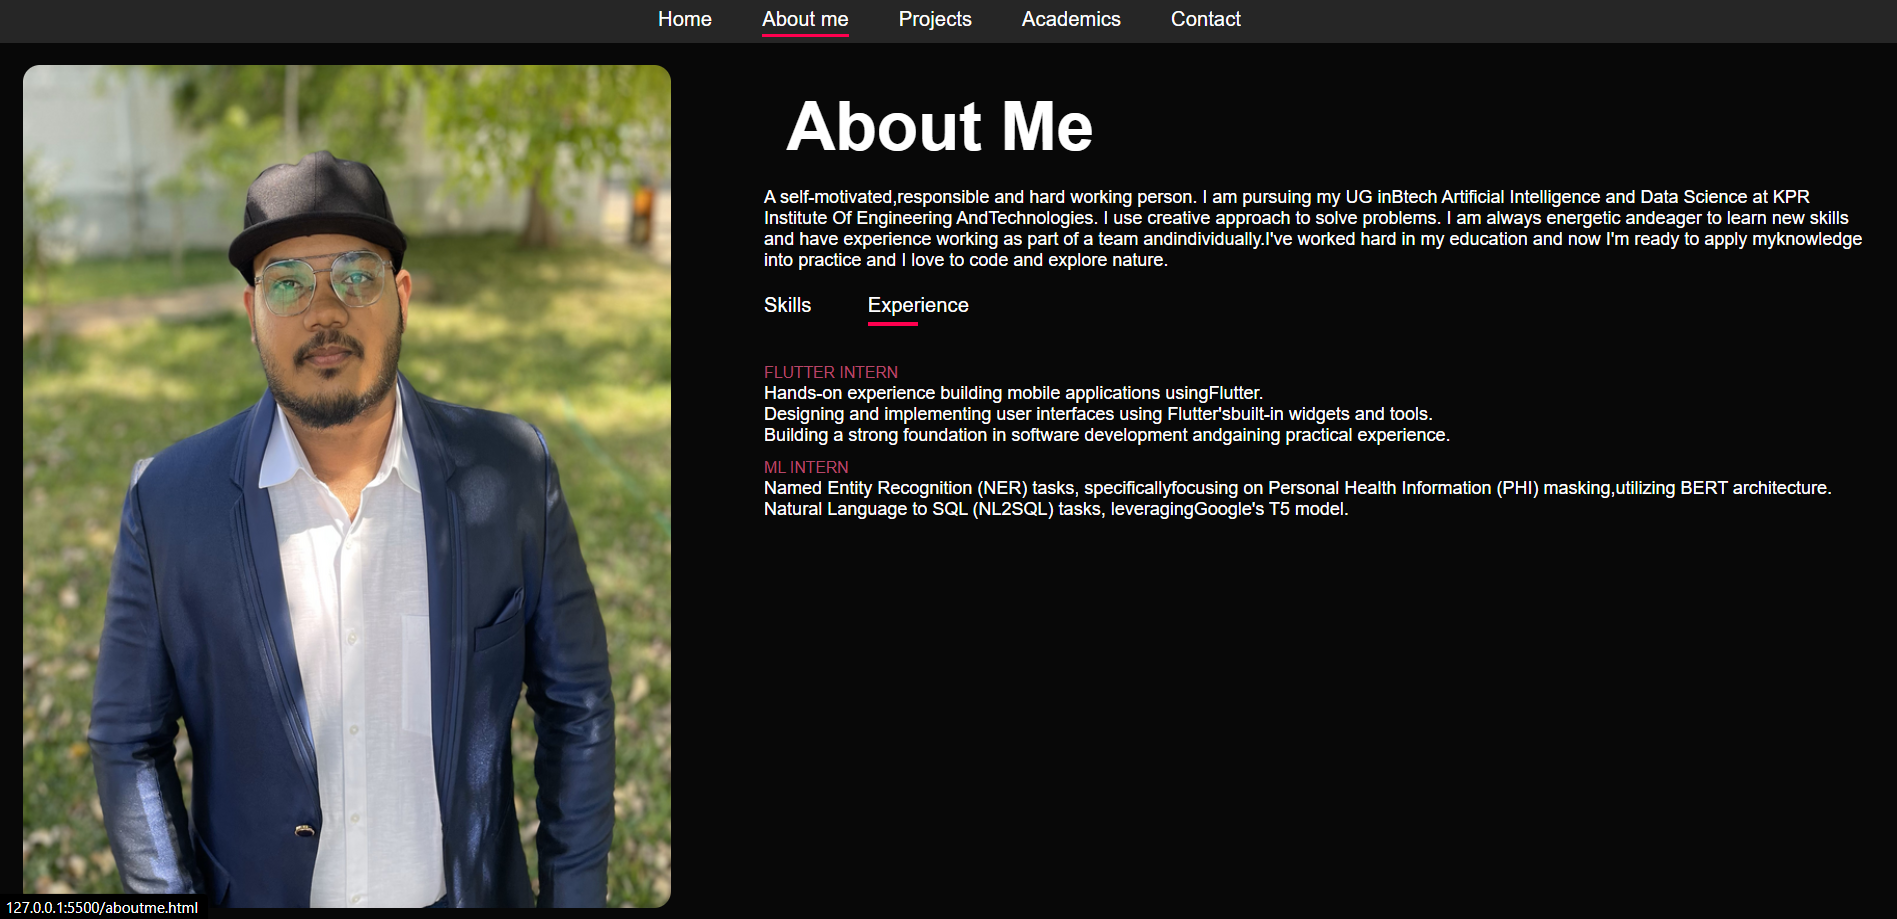 Home About me Projects Academics Contact
About Me
A self-motivated,responsible and hard working person. I am pursuing my UG inBtech Artificial Intelligence and Data Science at KPR
Institute Of Engineering AndTechnologies. I use creative approach to solve problems. I am always energetic andeager to learn new skills
and have experience working as part of a team andindividually.I've worked hard in my education and now I'm ready to apply myknowledge
into practice and I love to code and explore nature.
Skills Experience
FLUTTER INTERN
Hands-on experience building mobile applications usingFlutter.
Designing and implementing user interfaces using Flutter'sbuilt-in widgets and tools.
Building a strong foundation in software development andgaining practical experience.
ML INTERN
Named Entity Recognition (NER) tasks, specificallyfocusing on Personal Health Information (PHI) masking,utilizing BERT architecture.
Natural Language to SQL (NL2SQL) tasks, leveragingGoogle's T5 model.
127.0.0.1:5500/aboutme.html